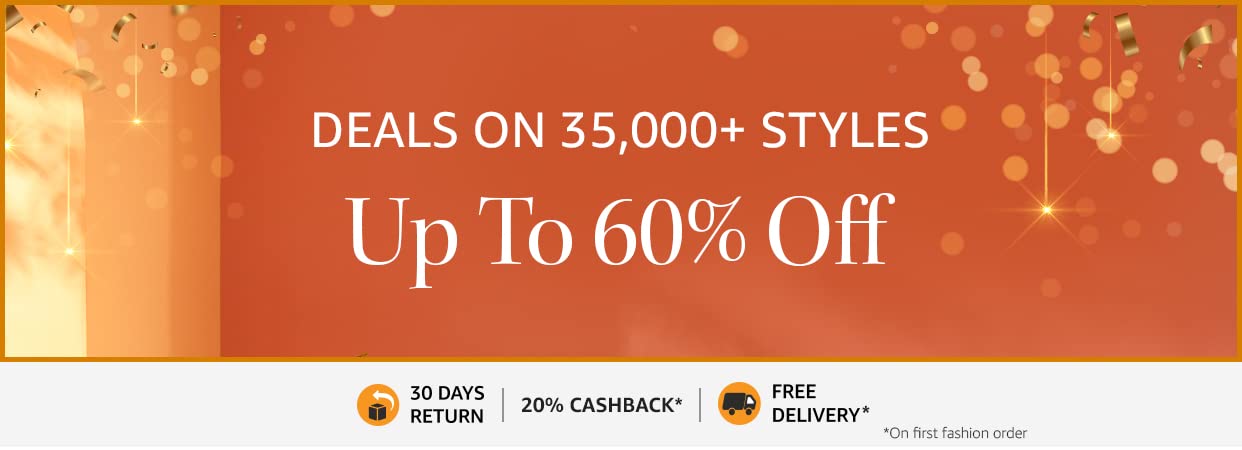 DEALS ON 35,000+ STYLES
Up To 60% Off
30 DAYS
RETURN
20% CASHBACK*
FREE
DELIVERY*
*On first fashion order